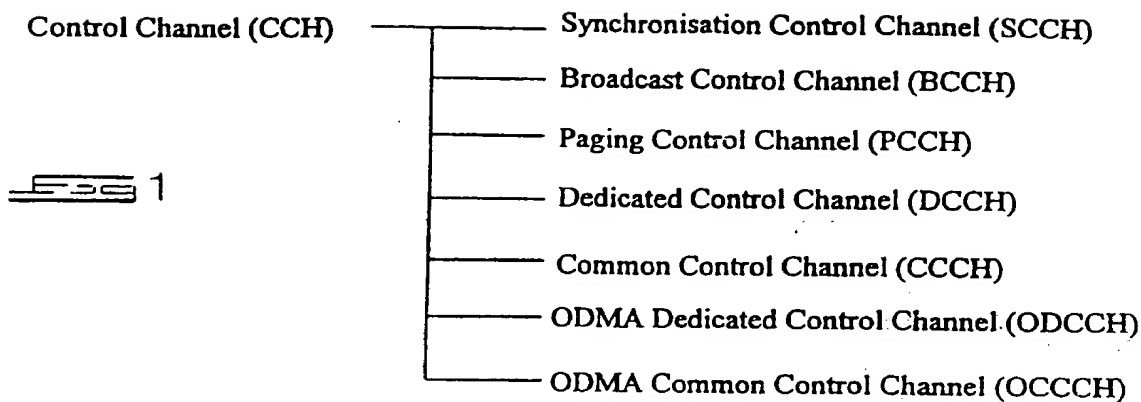 Control Channel (CCH)
Synchronisation Control Channel (SCCH)
Broadcast Control Channel (BCCH)
Paging Control Channel (PCCH)
Dedicated Control Channel (DCCH)
1
Common Control Channel (CCCH)
ODMA Dedicated Control Channel (ODCCH)
ODMA Common Control Channel (OCCCH)